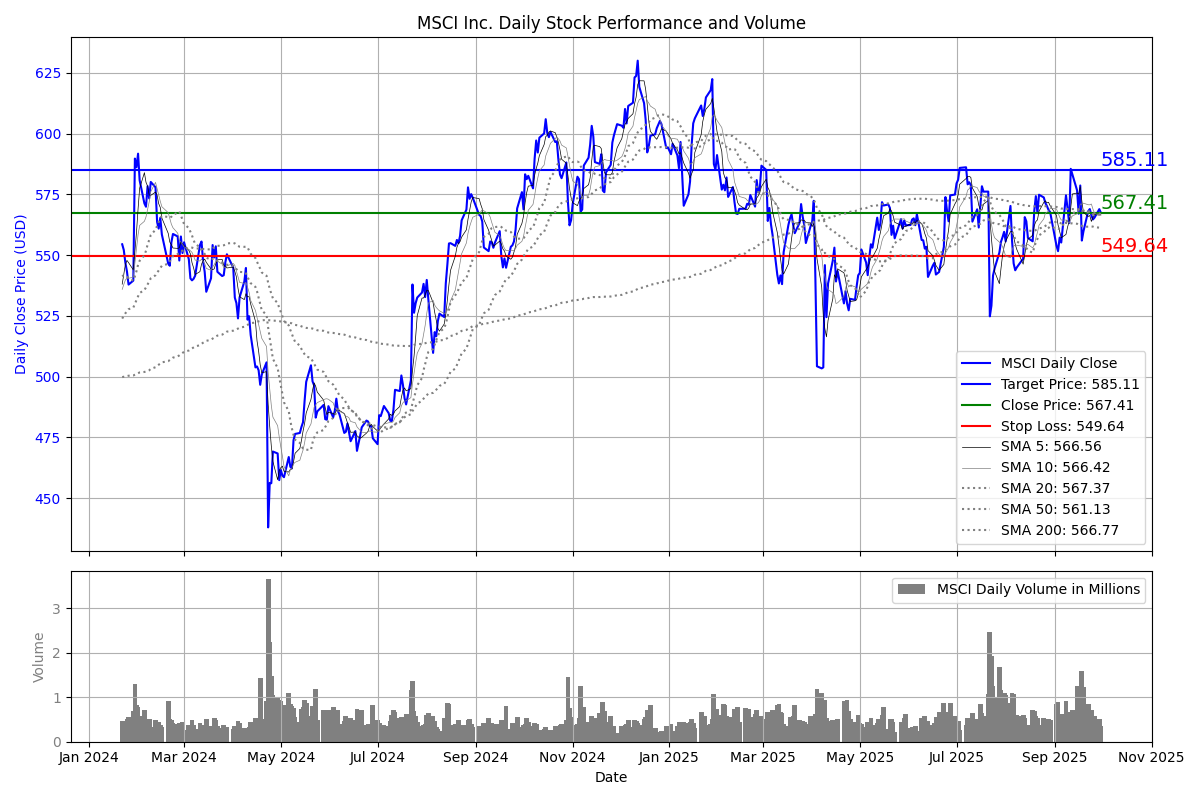 MSCI Inc. Daily Stock Performance and Volume
Daily Close Price (USD)
625
600
575
550
525
500
475
450
585.11
567.41
549.64
MSCI Daily Close
Target Price: 585.11
Close Price: 567.41
Stop Loss: 549.64
SMA 5: 566.56
SMA 10: 566.42
SMA 20: 567.37
SMA 50: 561.13
SMA 200: 566.77
Volume
3
2
1
0
MSCI Daily Volume in Millions
Jan 2024 Mar 2024 May 2024 Jul 2024 Sep 2024 Nov 2024 Jan 2025 Mar 2025 May 2025 Jul 2025 Sep 2025 Nov 2025
Date